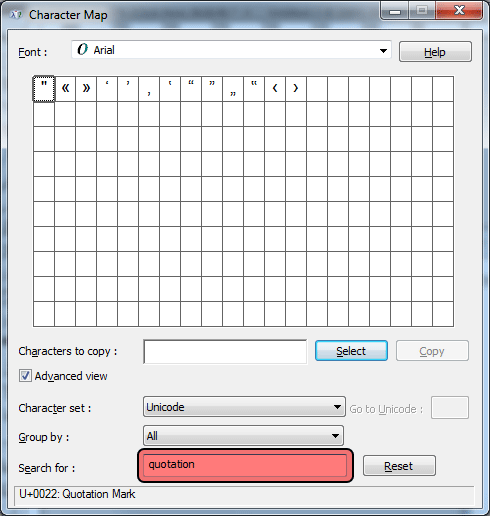 Character Map
Font : O Arial Help
" « » ‘ ’ ‚ ‛ “ ” „ ‟ ‹ ›
Characters to copy : Select Copy
Advanced view
Character set : Unicode Go to Unicode :
Group by : All
Search for : quotation Reset
U+0022: Quotation Mark